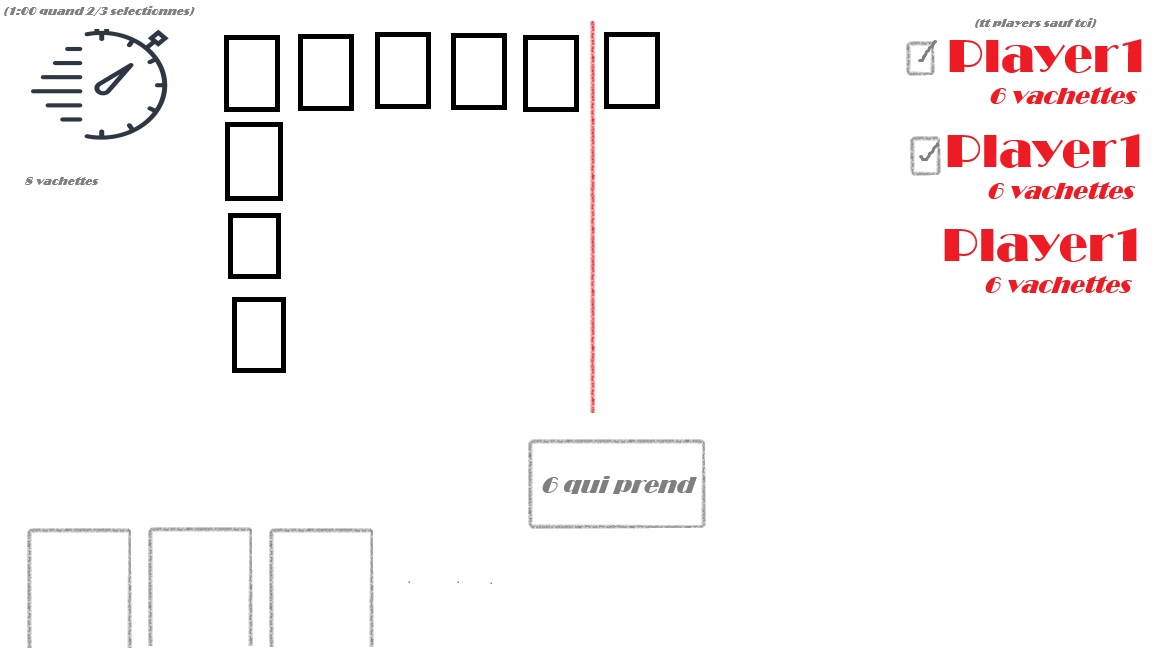 (1:00 quand 2/3 selectionnes)
8 vachettes
(tt players sauf toi)
Player1
6 vachettes
Player1
6 vachettes
Player1
6 vachettes
6 qui prend